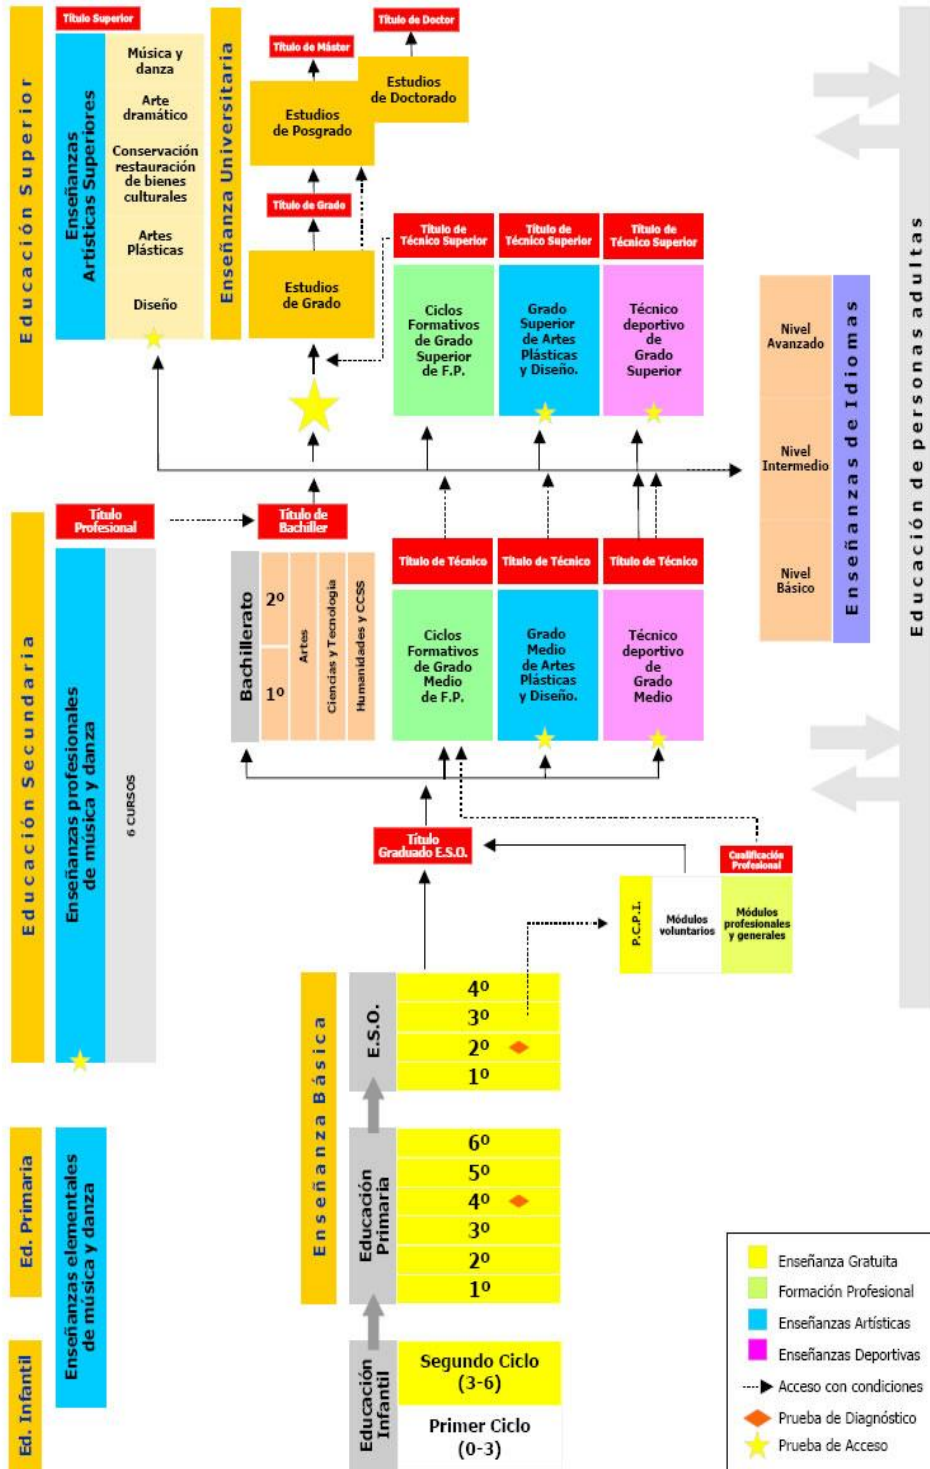 Educación Superior
Título Superior
Enseñanzas
Artísticas Superiores
Música y
danza
Arte
dramático
Conservación
restauración
de bienes
culturales
Artes
Plásticas
Diseño
Enseñanza Universitaria
Título de Máster
Título de Doctor
Estudios
de Posgrado
Estudios
de Doctorado
Título de Grado
Estudios
de Grado
Título de
Técnico Superior
Título de
Técnico Superior
Título de
Técnico Superior
Ciclos
Formativos
de Grado
Superior
de F.P.
Grado
Superior
de Artes
Plásticas
y Diseño.
Técnico
deportivo
de
Grado
Superior
Nivel
Avanzado
Nivel
Intermedio
Nivel
Básico
Enseñanzas de Idiomas
Educación de personas adultas
Educación Secundaria
Título
Profesional
Enseñanzas profesionales
de música y danza
6 CURSOS
Título de
Bachiller
Bachillerato
2º
1º
Artes
Ciencias y Tecnología
Humanidades y CCSS
Título de Técnico
Título de Técnico
Título de Técnico
Ciclos
Formativos
de Grado
Medio
de F.P.
Grado
Medio
de Artes
Plásticas
y Diseño.
Técnico
deportivo
de
Grado
Medio
Título
Graduado E.S.O.
Cualificación
Profesional
P.C.P.I.
Módulos
voluntarios
Módulos
profesionales
y generales
Enseñanza Básica
E.S.O.
4º
3º
2º
1º
Ed. Primaria
Enseñanzas elementales
de música y danza
Educación
Primaria
6º
5º
4º
3º
2º
1º
Ed. Infantil
Educación
Infantil
Segundo Ciclo
(3-6)
Primer Ciclo
(0-3)
Enseñanza Gratuita
Formación Profesional
Enseñanzas Artísticas
Enseñanzas Deportivas
Acceso con condiciones
Prueba de Diagnóstico
Prueba de Acceso